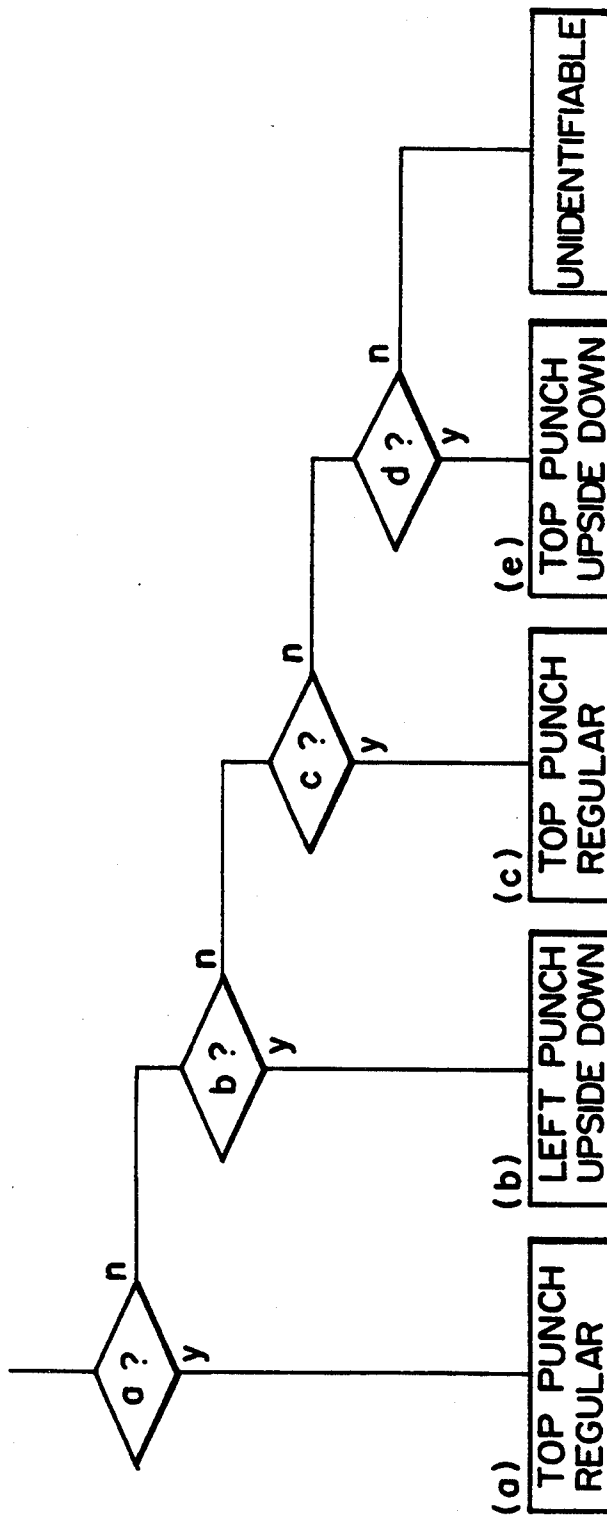 a ?
n
y
b ?
n
y
c ?
n
y
d ?
n
y
(a)
TOP PUNCH
REGULAR
(b)
LEFT PUNCH
UPSIDE DOWN
(c)
TOP PUNCH
REGULAR
(e)
TOP PUNCH
UPSIDE DOWN
UNIDENTIFIABLE